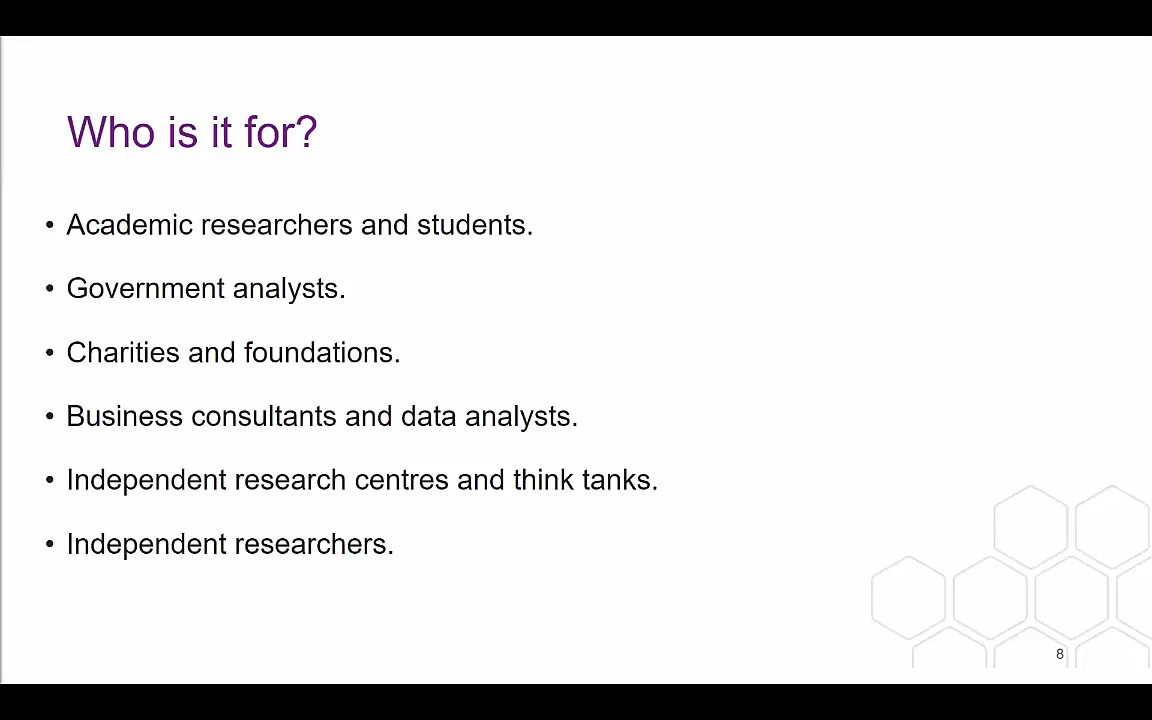 Who is it for?
• Academic researchers and students.
• Government analysts.
• Charities and foundations.
• Business consultants and data analysts.
• Independent research centres and think tanks.
• Independent researchers.
8